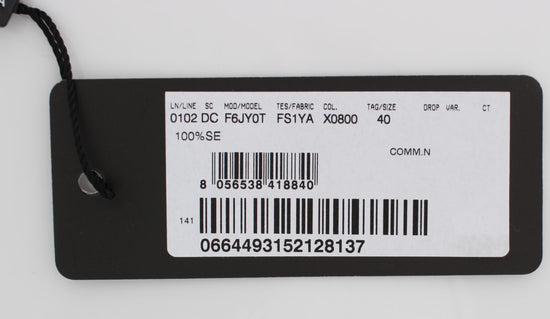 LN/LINE SC MOD/MODEL TES/FABRIC COL. TAG/SIZE DROP VAR. CT
0102 DC F6JY0T FS1YA X0800 40
100%SE
COMM.N
8 056538 418840
141
0664493152128137